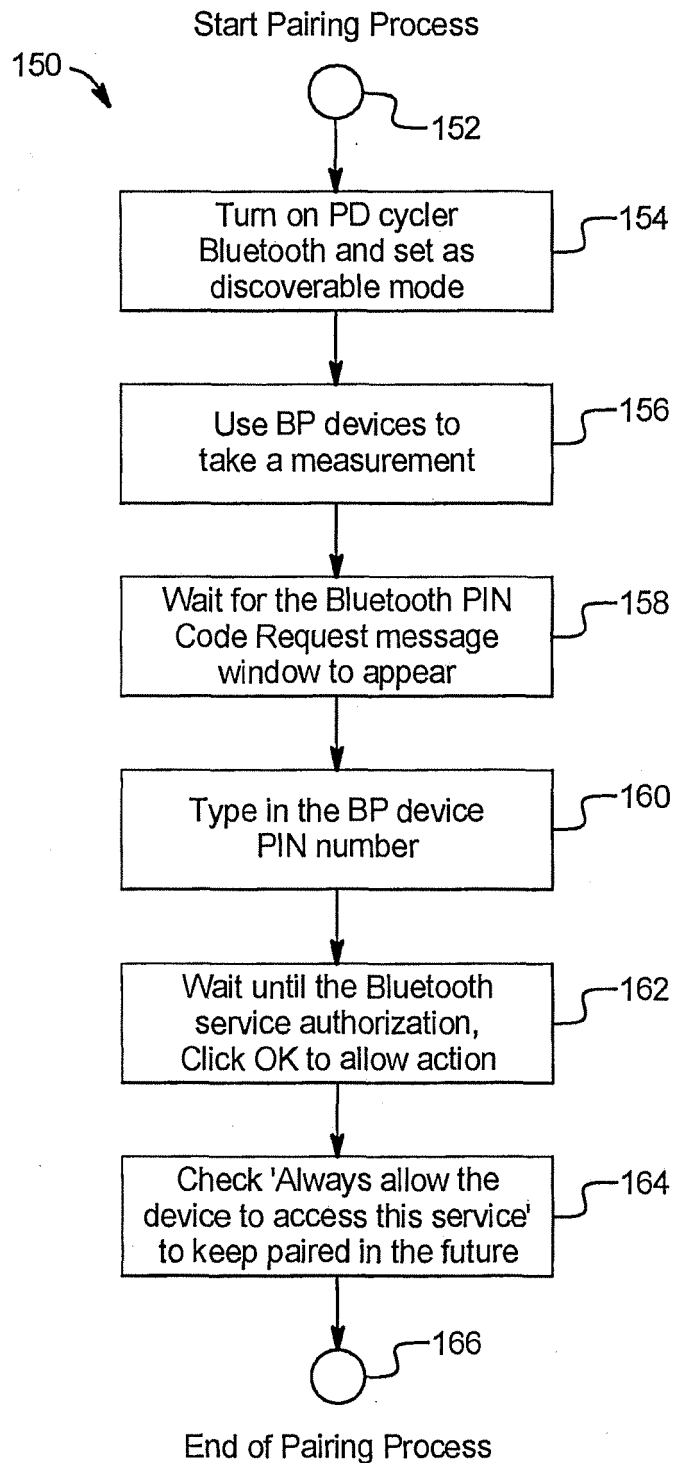 Start Pairing Process
150
152
Turn on PD cycler
Bluetooth and set as
discoverable mode
154
Use BP devices to
take a measurement
156
Wait for the Bluetooth PIN
Code Request message
window to appear
158
Type in the BP device
PIN number
160
Wait until the Bluetooth
service authorization,
Click OK to allow action
162
Check 'Always allow the
device to access this service'
to keep paired in the future
164
166
End of Pairing Process